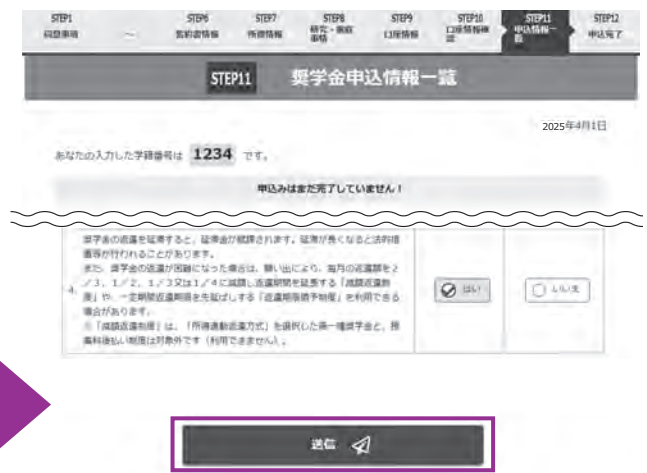 STEP1 STEP6 STEP7 STEP8 STEP9 STEP10 STEP11 STEP12
同意事項 ~ 誓約書情報 所得情報 研究・家庭事情 口座情報 口座情報確認 申込情報一覧 申込完了
STEP11 奨学金申込情報一覧
2025年4月1日
あなたの入力した学籍番号は 1234 です。
申込みはまだ完了していません!
奨学金の返還を延滞すると、延滞金が賦課されます。延滞が長くなると法的措
置等が行われることがあります。
また、奨学金の返還が困難になった場合は、願い出により、毎月の返還額を2
/3、1/2、1/3又は1/4に減額し返還期間を延長する「減額返還制
4. 度」や、一定期間返還期限を先延ばしする「返還期限猶予制度」を利用できる
はい いいえ
場合があります。
※「減額返還制度」は、「所得連動返還方式」を選択した第一種奨学金と、授
業料後払い制度は対象外です(利用できません)。
送信